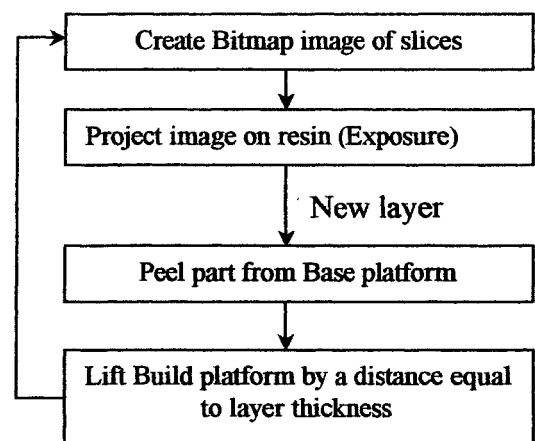 Create Bitmap image of slices
Project image on resin (Exposure)
New layer
Peel part from Base platform
Lift Build platform by a distance equal
to layer thickness